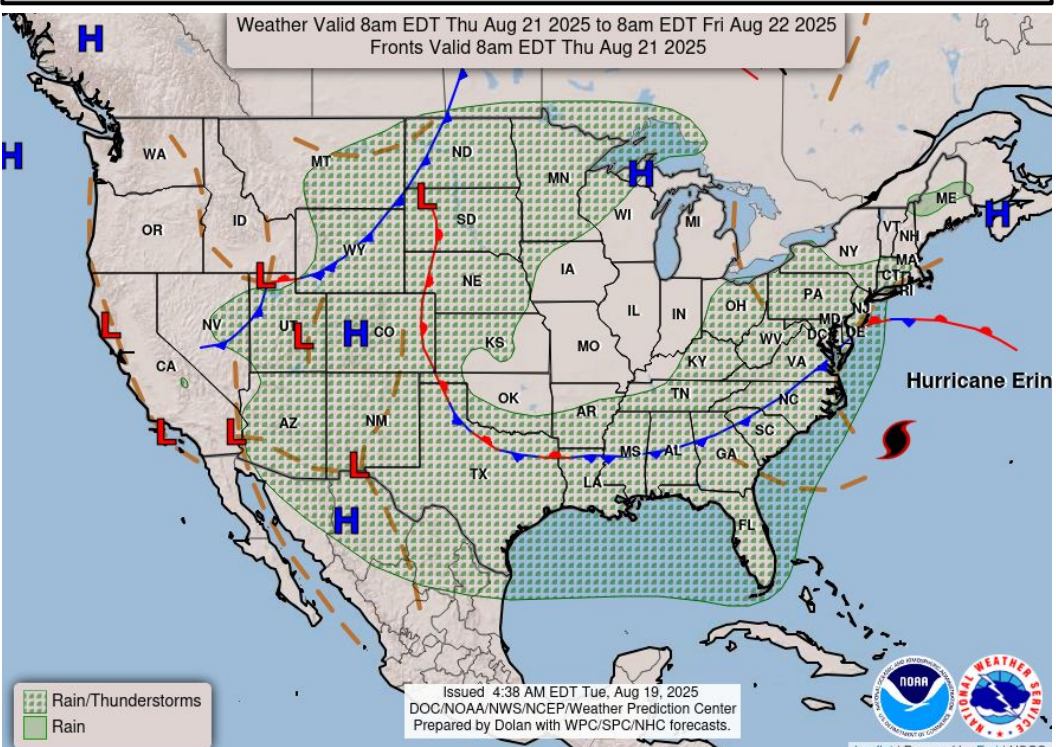 Weather Valid 8am EDT Thu Aug 21 2025 to 8am EDT Fri Aug 22 2025
Fronts Valid 8am EDT Thu Aug 21 2025
H
H
WA
MT
ND
MN
H
ME
H
OR
ID
WY
L
SD
WI
MI
VT
NH
NY
MA
CT
RI
L
NE
IA
PA
NJ
OH
IL
IN
MD
DE
DC
NV
UT
L
H
CO
L
KS
MO
WV
VA
KY
CA
Hurricane Erin
OK
AR
TN
NC
SC
AZ
NM
L
L
MS
AL
GA
L
TX
LA
H
FL
Rain/Thunderstorms
Rain
Issued 4:38 AM EDT Tue, Aug 19, 2025
DOC/NOAA/NWS/NCEP/Weather Prediction Center
Prepared by Dolan with WPC/SPC/NHC forecasts.
NOAA
NATIONAL WEATHER SERVICE